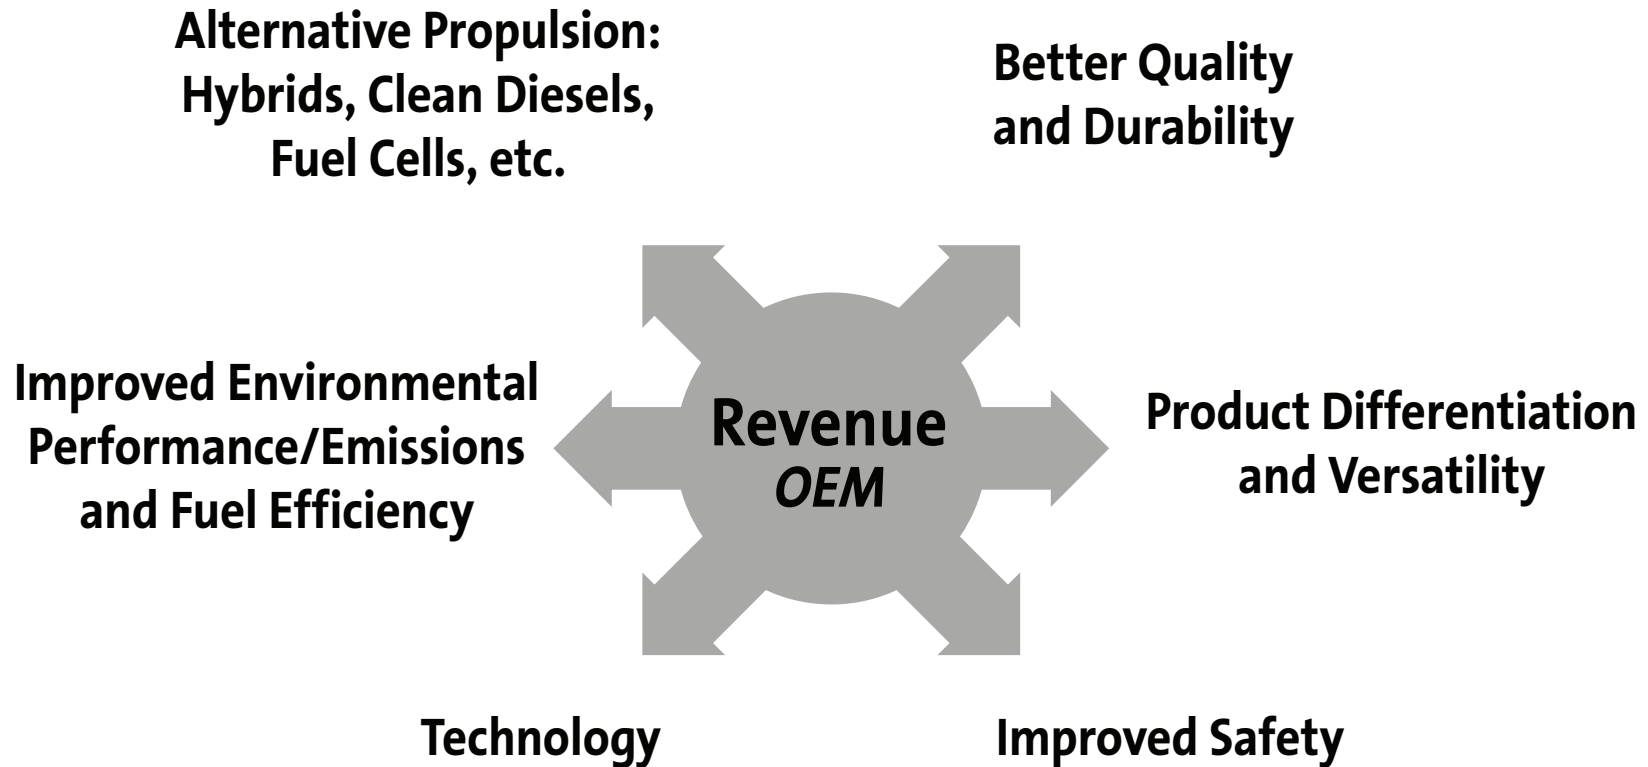 Alternative Propulsion:
Hybrids, Clean Diesels,
Fuel Cells, etc.
Better Quality
and Durability
Improved Environmental
Performance/Emissions
and Fuel Efficiency
Revenue
OEM
Product Differentiation
and Versatility
Technology
Improved Safety